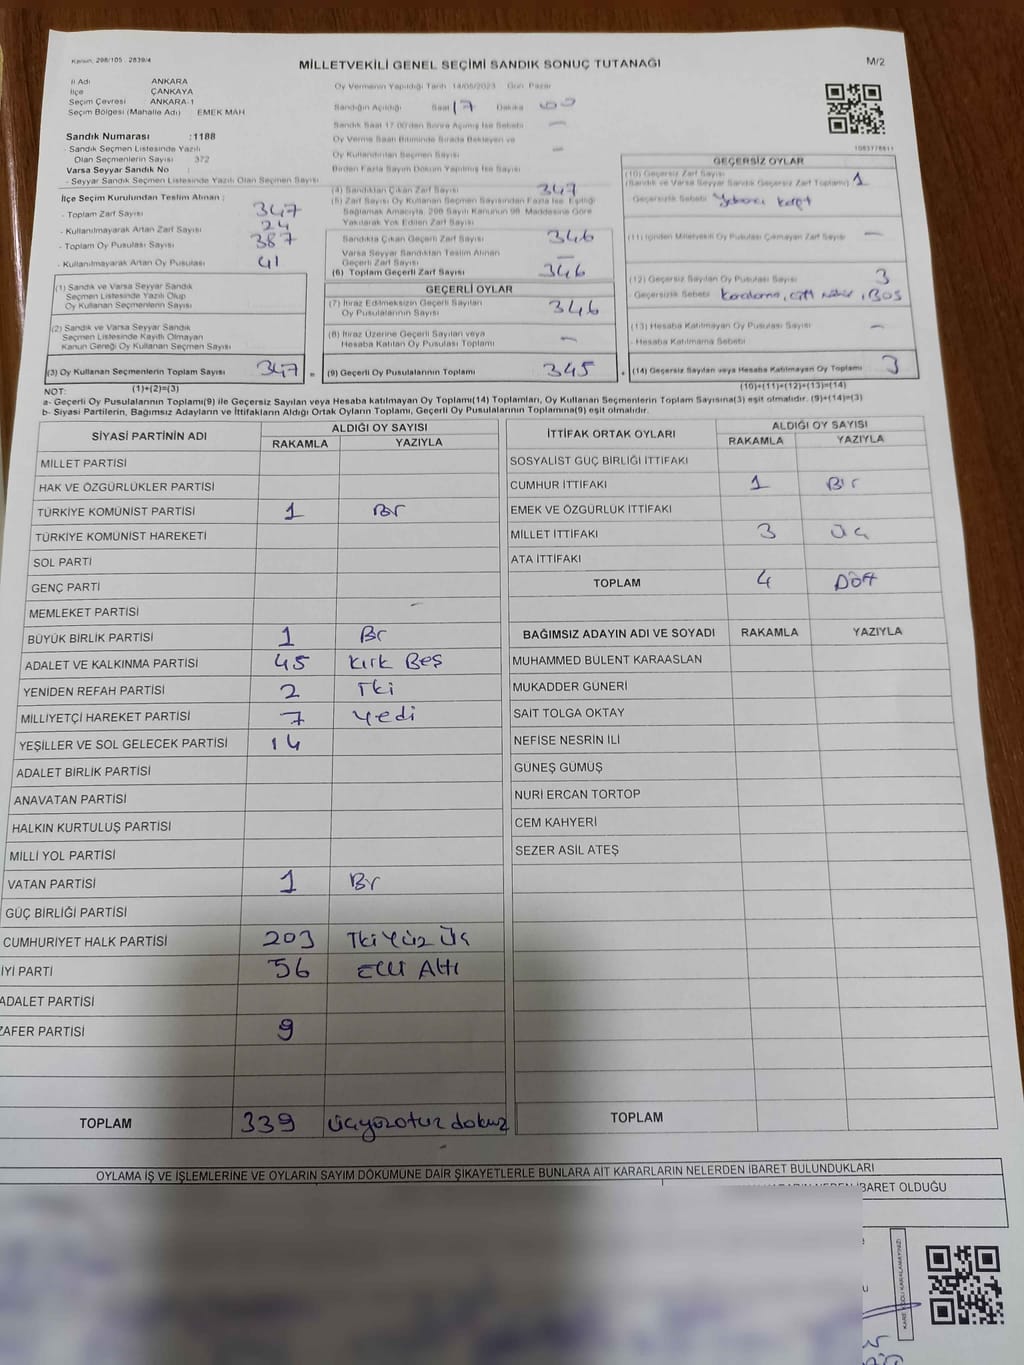 Kanun, 298/105 . 2839/4
MİLLETVEKİLİ GENEL SEÇİMİ SANDIK SONUÇ TUTANAĞI
M/2
İl Adı ANKARA
İlçe ÇANKAYA
Seçim Çevresi ANKARA-1
Seçim Bölgesi (Mahalle Adı) EMEK MAH
Sandık Numarası :1188
- Sandık Seçmen Listesinde Yazılı
Olan Seçmenlerin Sayısı 372
Varsa Seyyar Sandık No :
- Seyyar Sandık Seçmen Listesinde Yazılı Olan Seçmen Sayısı
İlçe Seçim Kurulundan Teslim Alınan ;
- Toplam Zarf Sayısı 347
- Kullanılmayarak Artan Zarf Sayısı 24
- Toplam Oy Pusulası Sayısı 387
- Kullanılmayarak Artan Oy Pusulası 41
(1) Sandık ve Varsa Seyyar Sandık
Seçmen Listesinde Yazılı Olup
Oy Kullanan Seçmenlerin Sayısı
(2) Sandık ve Varsa Seyyar Sandık
Seçmen Listesinde Kayıtlı Olmayan
Kanun Gereği Oy Kullanan Seçmen Sayısı
(3) Oy Kullanan Seçmenlerin Toplam Sayısı 347
(1)+(2)=(3)
Oy Vermenin Yapıldığı Tarih 14/05/2023 Gün Pazar
Sandığın Açıldığı Saat 17 Dakika 00
Sandık Saat 17.00'den Sonra Açılmış İse Sebebi —
Oy Verme Saati Bitiminde Sırada Bekleyen ve
Oy Kullandırılan Seçmen Sayısı —
Birden Fazla Sayım Döküm Yapılmış İse Sayısı
(4) Sandıktan Çıkan Zarf Sayısı 347
(5) Zarf Sayısı Oy Kullanan Seçmen Sayısından Fazla İse Eşitliği
Sağlamak Amacıyla, 298 Sayılı Kanunun 98. Maddesine Göre
Yakılarak Yok Edilen Zarf Sayısı
Sandıkta Çıkan Geçerli Zarf Sayısı 346
Varsa Seyyar Sandıktan Teslim Alınan
Geçerli Zarf Sayısı —
(6) Toplam Geçerli Zarf Sayısı 346
GEÇERLİ OYLAR
(7) İtiraz Edilmeksizin Geçerli Sayılan
Oy Pusulalarının Sayısı 346
(8) İtiraz Üzerine Geçerli Sayılan veya
Hesaba Katılan Oy Pusulası Toplamı —
= (9) Geçerli Oy Pusulalarının Toplamı 345
1083778811
GEÇERSİZ OYLAR
(10) Geçersiz Zarf Sayısı
(Sandık ve Varsa Seyyar Sandık Geçersiz Zarf Toplamı) 1
Geçersizlik Sebebi
(11) İçinden Milletvekili Oy Pusulası Çıkmayan Zarf Sayısı —
(12) Geçersiz Sayılan Oy Pusulası Sayısı 3
- Geçersizlik Sebebi Karalama, çift mühür, BOŞ
(13) Hesaba Katılmayan Oy Pusulası Sayısı —
- Hesaba Katılmama Sebebi
+ (14) Geçersiz Sayılan veya Hesaba Katılmayan Oy Toplamı 3
(10)+(11)+(12)+(13)=(14)
NOT:
a- Geçerli Oy Pusulalarının Toplamı(9) ile Geçersiz Sayılan veya Hesaba katılmayan Oy Toplamı(14) Toplamları, Oy Kullanan Seçmenlerin Toplam Sayısına(3) eşit olmalıdır. (9)+(14)=(3)
b- Siyasi Partilerin, Bağımsız Adayların ve İttifakların Aldığı Ortak Oyların Toplamı, Geçerli Oy Pusulalarının Toplamına(9) eşit olmalıdır.
SİYASİ PARTİNİN ADI ALDIĞI OY SAYISI
RAKAMLA YAZIYLA
MİLLET PARTİSİ
HAK VE ÖZGÜRLÜKLER PARTİSİ
TÜRKİYE KOMÜNİST PARTİSİ 1 Bir
TÜRKİYE KOMÜNİST HAREKETİ
SOL PARTİ
GENÇ PARTİ
MEMLEKET PARTİSİ
BÜYÜK BİRLİK PARTİSİ 1 Bir
ADALET VE KALKINMA PARTİSİ 45 Kırk Beş
YENİDEN REFAH PARTİSİ 2 İki
MİLLİYETÇİ HAREKET PARTİSİ 7 Yedi
YEŞİLLER VE SOL GELECEK PARTİSİ 14
ADALET BİRLİK PARTİSİ
ANAVATAN PARTİSİ
HALKIN KURTULUŞ PARTİSİ
MİLLİ YOL PARTİSİ
VATAN PARTİSİ 1 Bir
GÜÇ BİRLİĞİ PARTİSİ
CUMHURİYET HALK PARTİSİ 203 İki Yüz Üç
İYİ PARTİ 56 Elli Altı
ADALET PARTİSİ
ZAFER PARTİSİ 9
TOPLAM 339 üçyüzotuz dokuz
İTTİFAK ORTAK OYLARI ALDIĞI OY SAYISI
RAKAMLA YAZIYLA
SOSYALİST GÜÇ BİRLİĞİ İTTİFAKI
CUMHUR İTTİFAKI 1 Bir
EMEK VE ÖZGÜRLÜK İTTİFAKI
MİLLET İTTİFAKI 3 üç
ATA İTTİFAKI
TOPLAM 4 Dört
BAĞIMSIZ ADAYIN ADI VE SOYADI RAKAMLA YAZIYLA
MUHAMMED BÜLENT KARAASLAN
MUKADDER GÜNERİ
SAİT TOLGA OKTAY
NEFİSE NESRİN İLİ
GÜNEŞ GÜMÜŞ
NURİ ERCAN TORTOP
CEM KAHYERİ
SEZER ASİL ATEŞ
TOPLAM
OYLAMA İŞ VE İŞLEMLERİNE VE OYLARIN SAYIM DÖKÜMÜNE DAİR ŞİKAYETLERLE BUNLARA AİT KARARLARIN NELERDEN İBARET BULUNDUKLARI
İBARET OLDUĞU